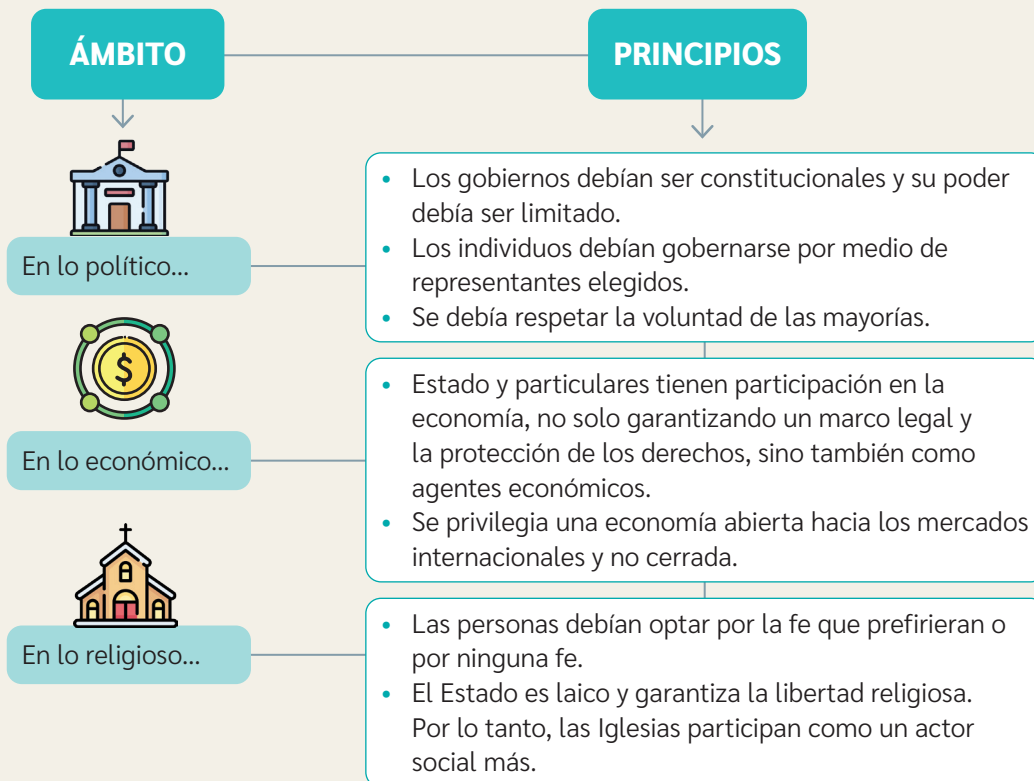 ÁMBITO
PRINCIPIOS
En lo político...
• Los gobiernos debían ser constitucionales y su poder
debía ser limitado.
• Los individuos debían gobernarse por medio de
representantes elegidos.
• Se debía respetar la voluntad de las mayorías.
$
En lo económico...
• Estado y particulares tienen participación en la
economía, no solo garantizando un marco legal y
la protección de los derechos, sino también como
agentes económicos.
• Se privilegia una economía abierta hacia los mercados
internacionales y no cerrada.
En lo religioso...
• Las personas debían optar por la fe que prefirieran o
por ninguna fe.
• El Estado es laico y garantiza la libertad religiosa.
Por lo tanto, las Iglesias participan como un actor
social más.